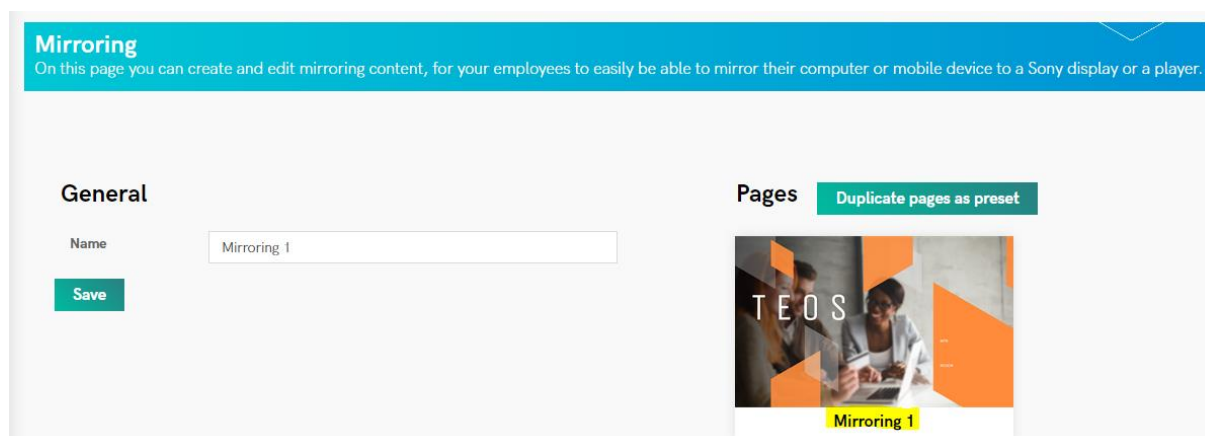 Mirroring
On this page you can create and edit mirroring content, for your employees to easily be able to mirror their computer or mobile device to a Sony display or a player.
General
Name
Mirroring 1
Save
Pages
Duplicate pages as preset
TEOS
Mirroring 1